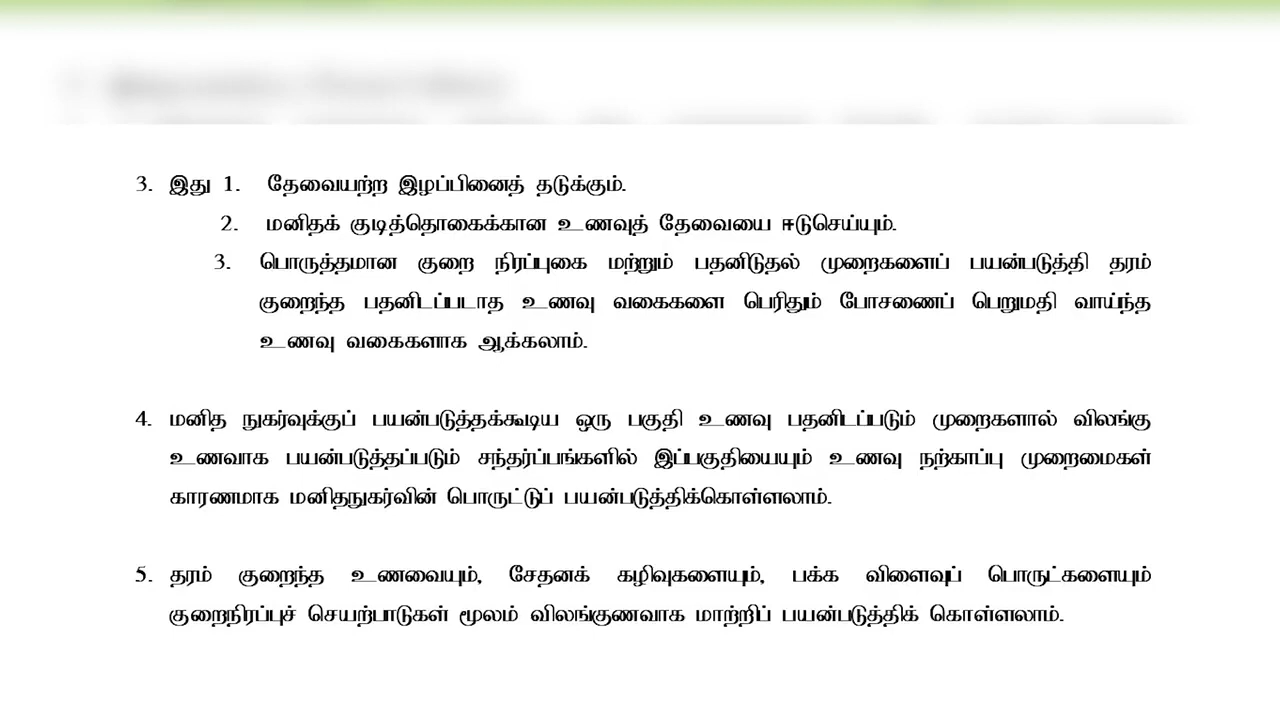 3. இது 1. தேவையற்ற இழப்பினைத் தடுக்கும்.
2. மனிதக் குடித்தொகைக்கான உணவுத் தேவையை ஈடுசெய்யும்.
3. பொருத்தமான குறை நிரப்புகை மற்றும் பதனிடுதல் முறைகளைப் பயன்படுத்தி தரம்
குறைந்த பதனிடப்படாத உணவு வகைகளை பெரிதும் போசணைப் பெறுமதி வாய்ந்த
உணவு வகைகளாக ஆக்கலாம்.
4. மனித நுகர்வுக்குப் பயன்படுத்தக்கூடிய ஒரு பகுதி உணவு பதனிடப்படும் முறைகளால் விலங்கு
உணவாக பயன்படுத்தப்படும் சந்தர்ப்பங்களில் இப்பகுதியையும் உணவு நற்காப்பு முறைமைகள்
காரணமாக மனிதநுகர்வின் பொருட்டுப் பயன்படுத்திக்கொள்ளலாம்.
5. தரம் குறைந்த உணவையும், சேதனக் கழிவுகளையும், பக்க விளைவுப் பொருட்களையும்
குறைநிரப்புச் செயற்பாடுகள் மூலம் விலங்குணவாக மாற்றிப் பயன்படுத்திக் கொள்ளலாம்.